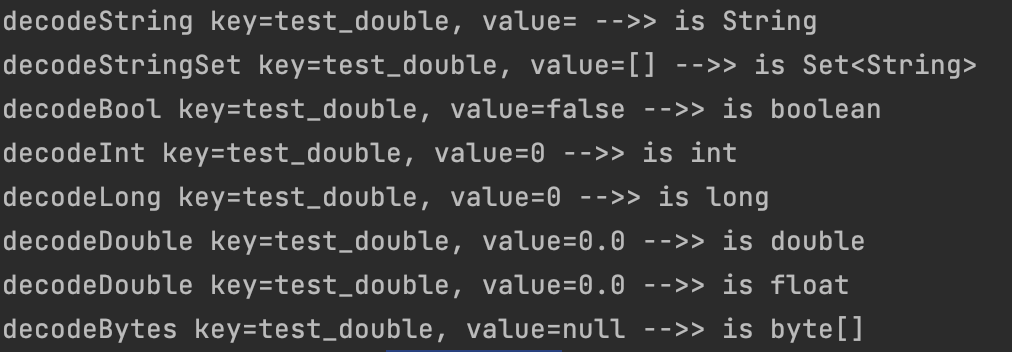 decodeString key=test_double, value= -->> is String
decodeStringSet key=test_double, value=[] -->> is Set<String>
decodeBool key=test_double, value=false -->> is boolean
decodeInt key=test_double, value=0 -->> is int
decodeLong key=test_double, value=0 -->> is long
decodeDouble key=test_double, value=0.0 -->> is double
decodeDouble key=test_double, value=0.0 -->> is float
decodeBytes key=test_double, value=null -->> is byte[]